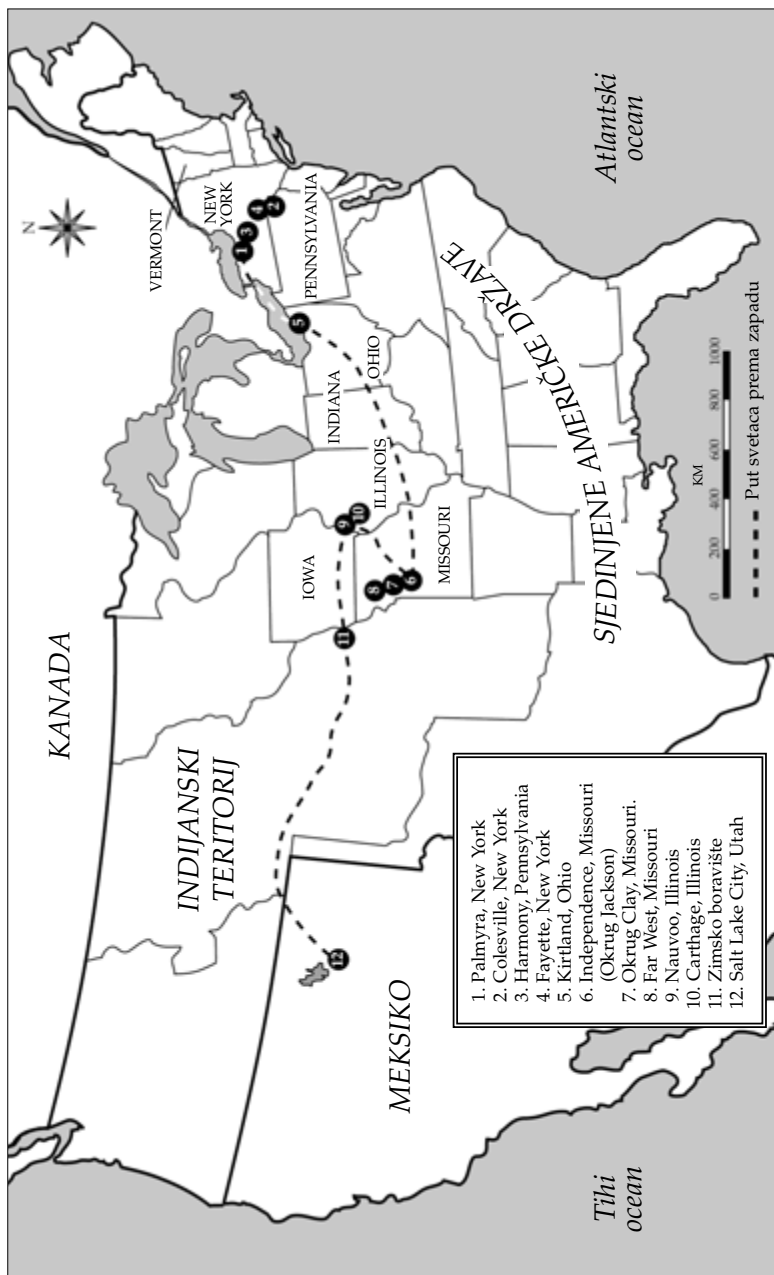 KANADA
N
VERMONT
NEW
YORK
PENNSYLVANIA
INDIJANSKI
TERITORIJ
IOWA
ILLINOIS
INDIANA
OHIO
MISSOURI
MEKSIKO
SJEDINJENE AMERIČKE DRŽAVE
Atlantski
ocean
Tihi
ocean
1
3
4
2
5
9
10
8
7
6
11
12
1. Palmyra, New York
2. Colesville, New York
3. Harmony, Pennsylvania
4. Fayette, New York
5. Kirtland, Ohio
6. Independence, Missouri
(Okrug Jackson)
7. Okrug Clay, Missouri.
8. Far West, Missouri
9. Nauvoo, Illinois
10. Carthage, Illinois
11. Zimsko boravište
12. Salt Lake City, Utah
KM
0 200 400 600 800 1000
Put svetaca prema zapadu